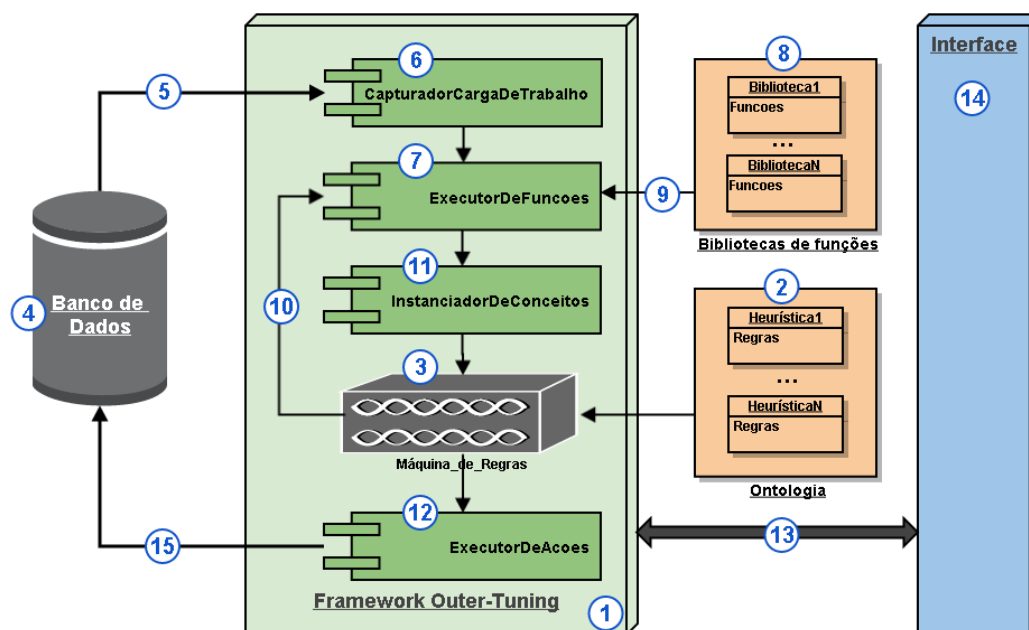 Interface
14
6
CapturadorCargaDeTrabalho
5
8
Biblioteca1
Funcoes
...
BibliotecaN
Funcoes
Bibliotecas de funções
7
ExecutorDeFuncoes
9
11
InstanciadorDeConceitos
10
4
Banco de
Dados
2
Heurística1
Regras
...
HeurísticaN
Regras
Ontologia
3
Máquina_de_Regras
12
ExecutorDeAcoes
13
15
Framework Outer-Tuning
1